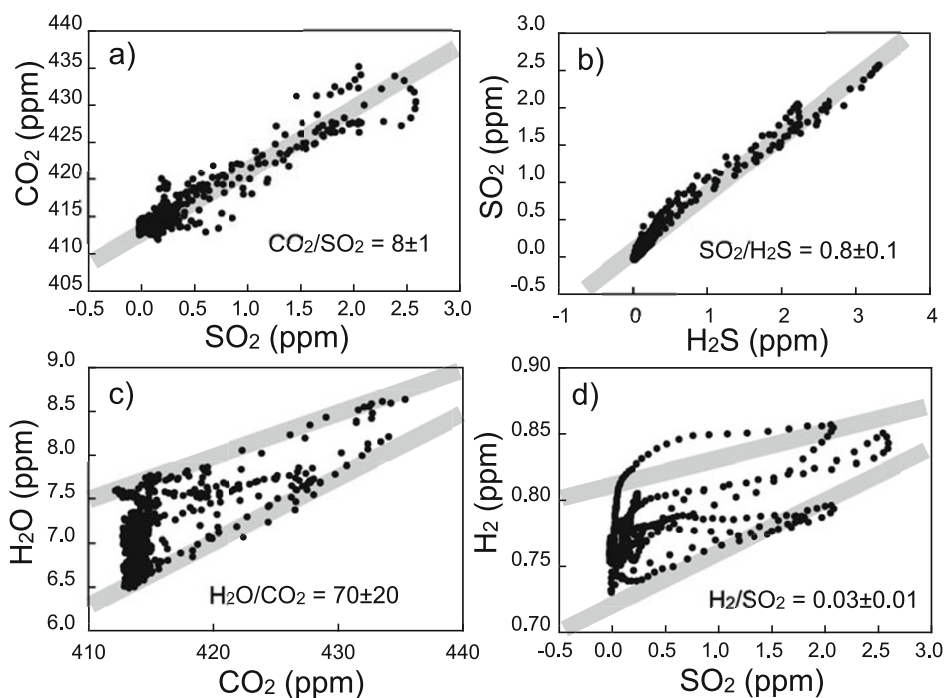 440
435
430
425
420
415
410
405
CO₂ (ppm)
a)
CO₂/SO₂ = 8±1
-0.5 0.0 0.5 1.0 1.5 2.0 2.5 3.0
SO₂ (ppm)
3.0
2.5
2.0
1.5
1.0
0.5
0.0
-0.5
SO₂ (ppm)
b)
SO₂/H₂S = 0.8±0.1
-1 0 1 2 3 4
H₂S (ppm)
9.0
8.5
8.0
7.5
7.0
6.5
6.0
H₂O (ppm)
c)
H₂O/CO₂ = 70±20
410 420 430 440
CO₂ (ppm)
0.90
0.85
0.80
0.75
0.70
H₂ (ppm)
d)
H₂/SO₂ = 0.03±0.01
-0.5 0.0 0.5 1.0 1.5 2.0 2.5 3.0
SO₂ (ppm)